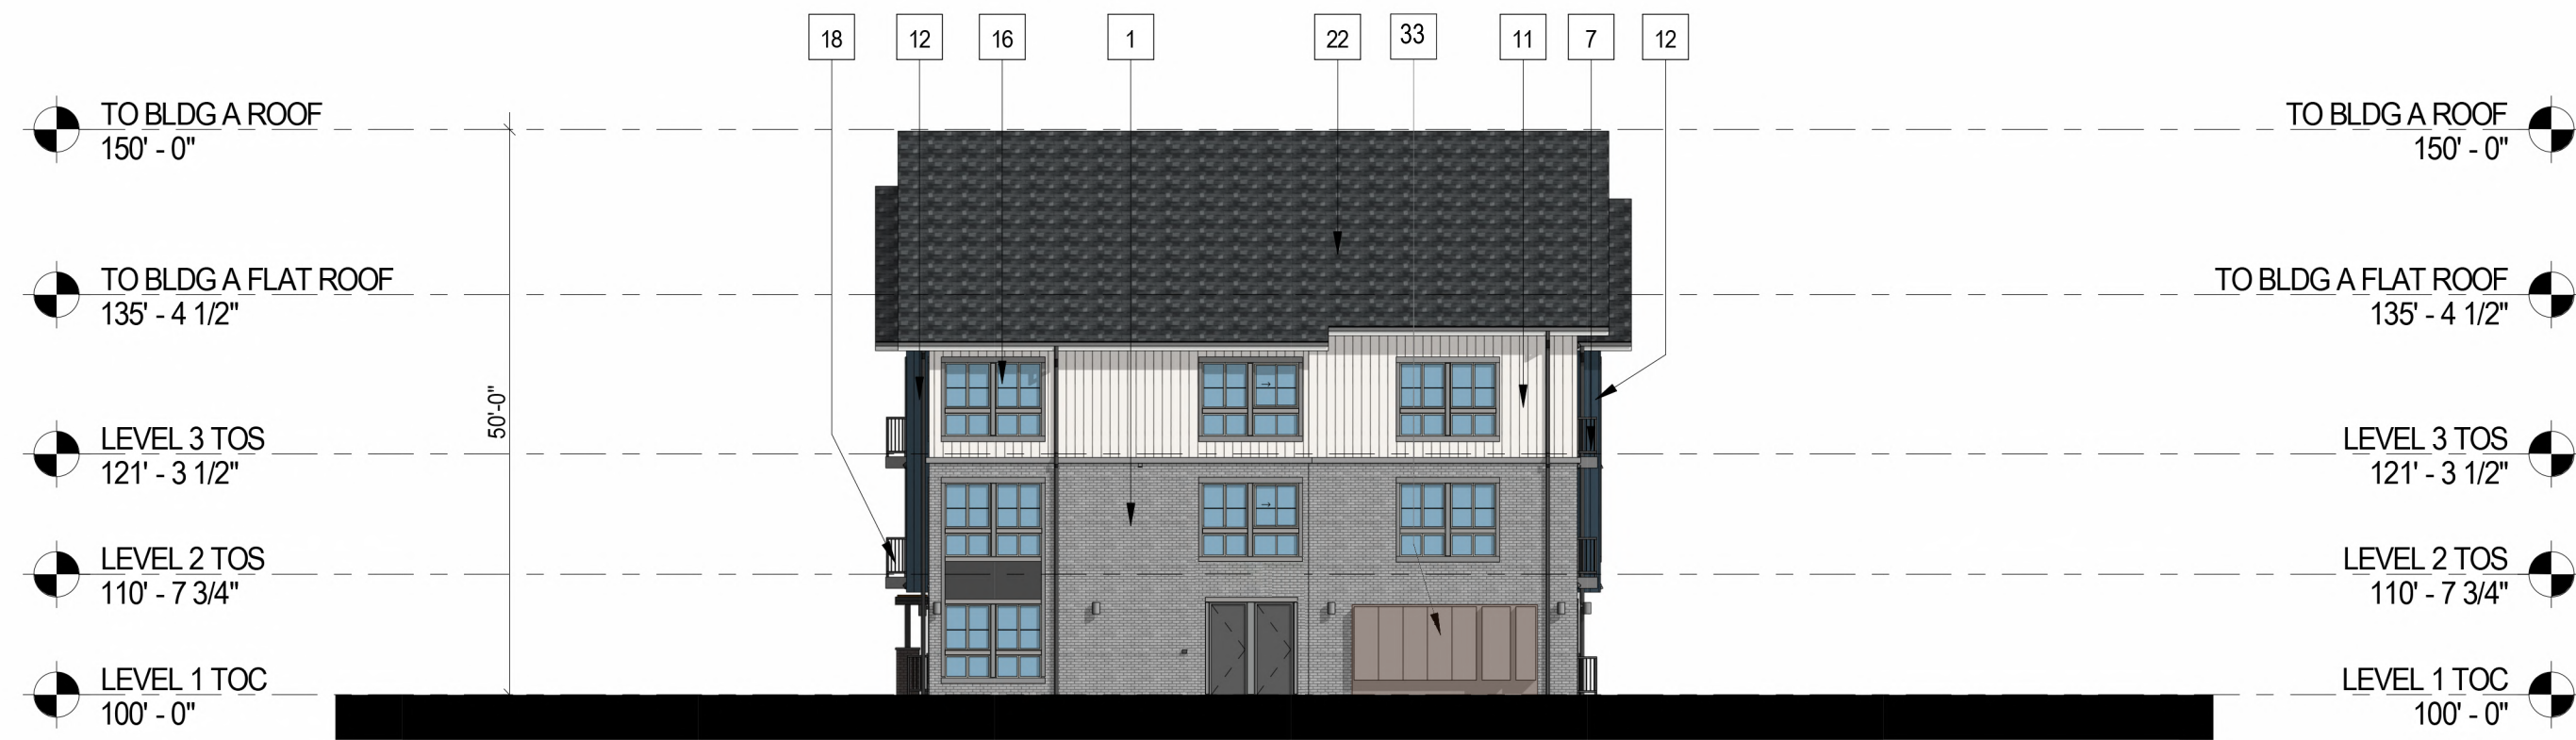 18
12
16
1
22
33
11
7
12
TO BLDG A ROOF
150' - 0"
TO BLDG A ROOF
150' - 0"
TO BLDG A FLAT ROOF
135' - 4 1/2"
TO BLDG A FLAT ROOF
135' - 4 1/2"
50'-0"
LEVEL 3 TOS
121' - 3 1/2"
LEVEL 3 TOS
121' - 3 1/2"
LEVEL 2 TOS
110' - 7 3/4"
LEVEL 2 TOS
110' - 7 3/4"
LEVEL 1 TOC
100' - 0"
LEVEL 1 TOC
100' - 0"